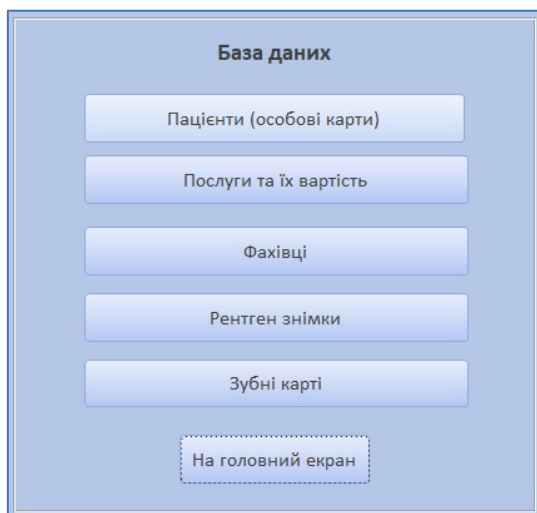 База даних
Пацієнти (особові карти)
Послуги та їх вартість
Фахівці
Рентген знімки
Зубні карті
На головний екран